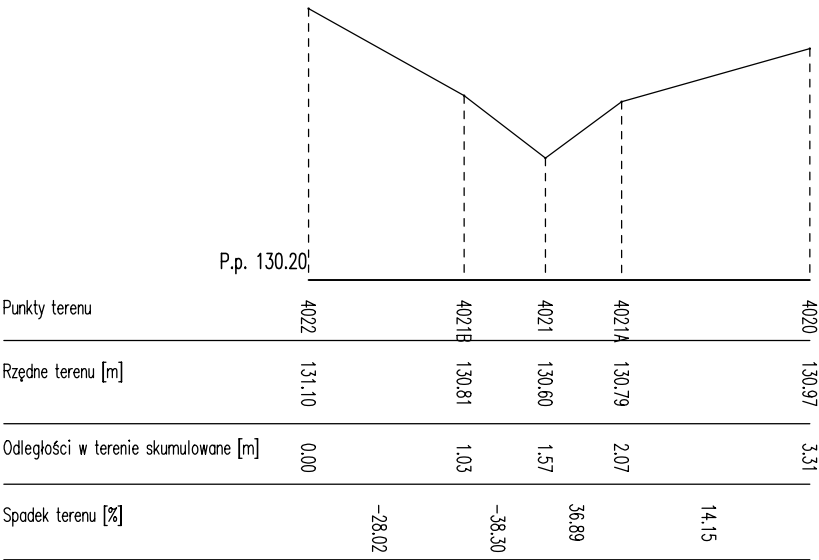 P.p. 130.20
Punkty terenu 4022 4021B 4021 4021A 4020
Rzędne terenu [m] 131.10 130.81 130.60 130.79 130.97
Odległości w terenie skumulowane [m] 0.00 1.03 1.57 2.07 3.31
Spadek terenu [%] -28.02 -38.30 36.89 14.15